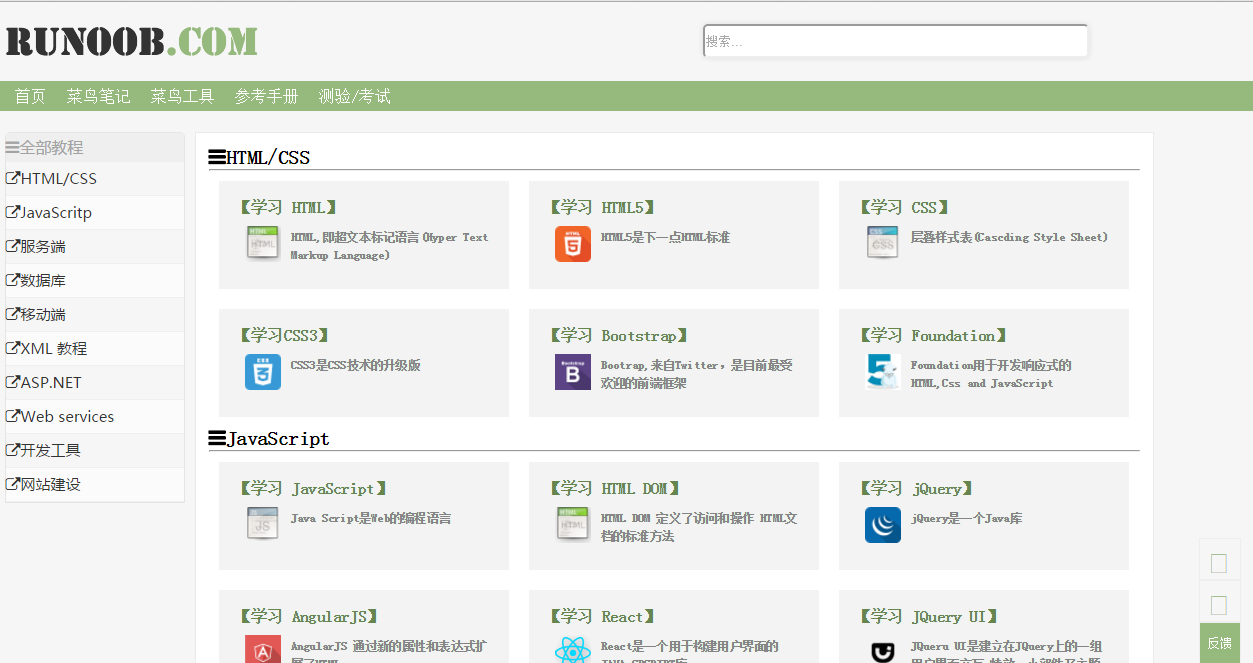 RUNOOB.COM
搜索...
首页 菜鸟笔记 菜鸟工具 参考手册 测验/考试
全部教程
HTML/CSS
JavaScritp
服务端
数据库
移动端
XML 教程
ASP.NET
Web services
开发工具
网站建设
HTML/CSS
【学习 HTML】
HTML
HTML,即超文本标记语言(Hyper Text
Markup Language)
【学习 HTML5】
HTML
5
HTML5是下一点HTML标准
【学习 CSS】
CSS
层叠样式表(Cascding Style Sheet)
【学习CSS3】
CSS
3
CSS3是CSS技术的升级版
【学习 Bootstrap】
Bootstrap
B
Bootrap,来自Twitter，是目前最受
欢迎的前端框架
【学习 Foundation】
5
Foundation用于开发响应式的
HTML,Css and JavaScript
JavaScript
【学习 JavaScript】
JS
Java Script是Web的编程语言
【学习 HTML DOM】
HTML
HTML DOM 定义了访问和操作 HTML文
档的标准方法
【学习 jQuery】
jQuery是一个Java库
【学习 AngularJS】
A
AngularJS 通过新的属性和表达式扩
展了HTML
【学习 React】
React是一个用于构建用户界面的
【学习 JQuery UI】
JQueru UI是建立在JQuery上的一组
反馈